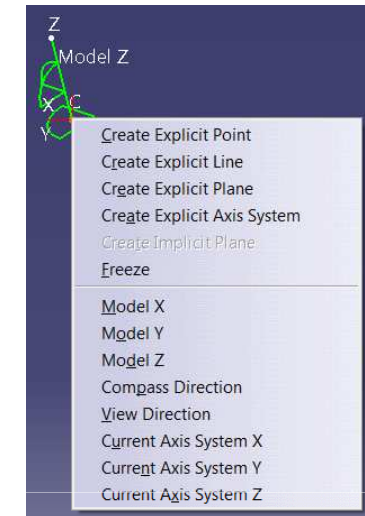 Z
Model Z
X C
Y
Create Explicit Point
Create Explicit Line
Create Explicit Plane
Create Explicit Axis System
Create Implicit Plane
Freeze
Model X
Model Y
Model Z
Compass Direction
View Direction
Current Axis System X
Current Axis System Y
Current Axis System Z